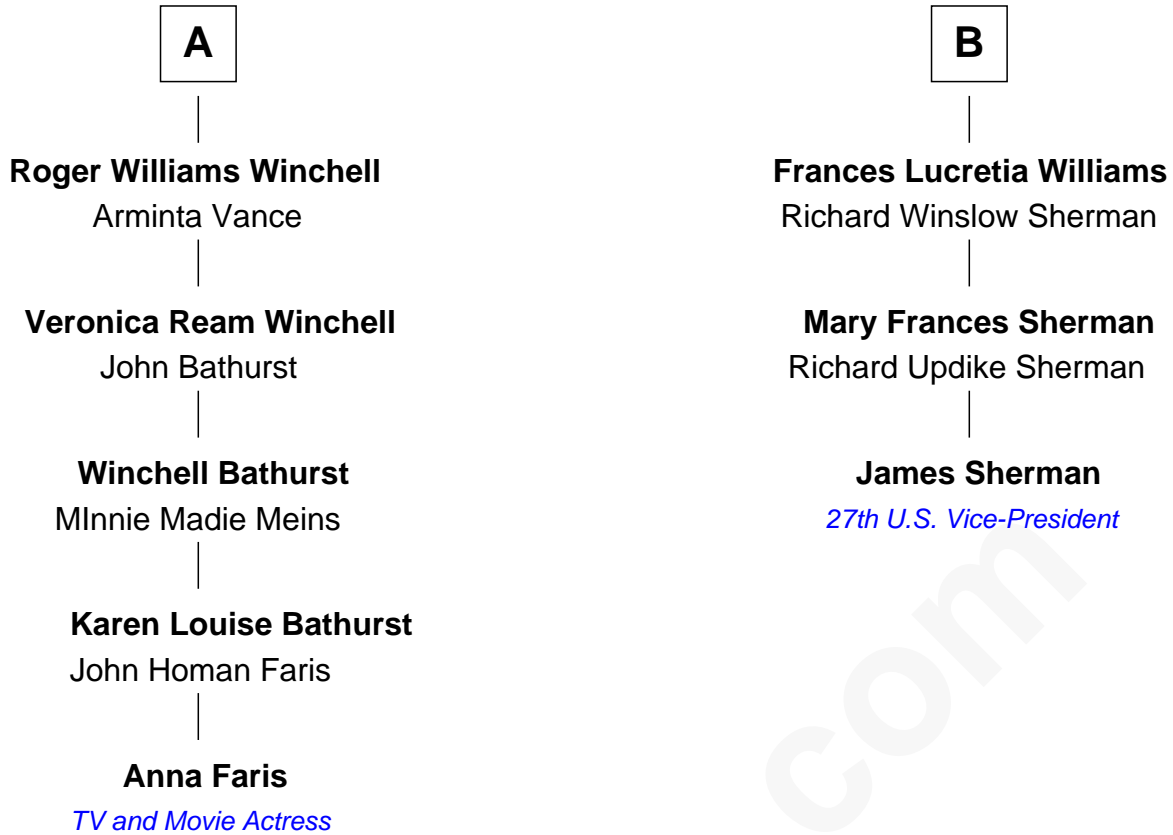 A
Roger Williams Winchell
Arminta Vance
Veronica Ream Winchell
John Bathurst
Winchell Bathurst
MInnie Madie Meins
Karen Louise Bathurst
John Homan Faris
Anna Faris
TV and Movie Actress
B
Frances Lucretia Williams
Richard Winslow Sherman
Mary Frances Sherman
Richard Updike Sherman
James Sherman
27th U.S. Vice-President
com